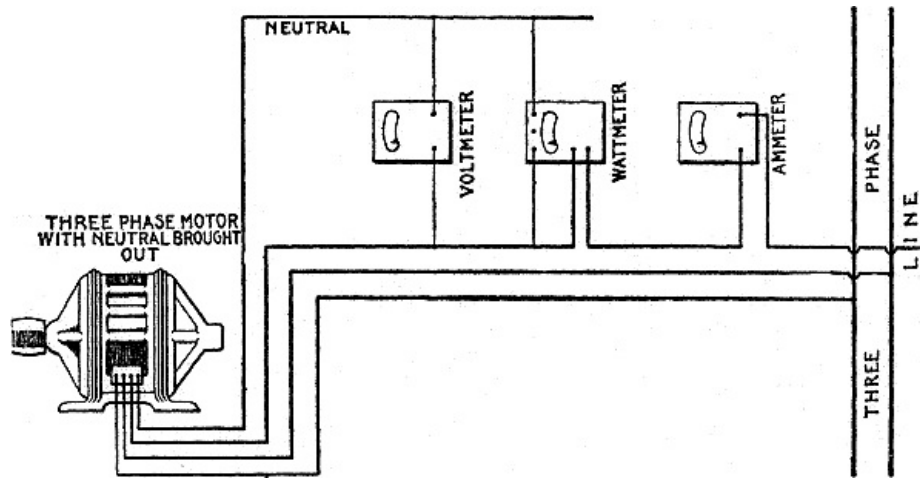 NEUTRAL
VOLTMETER
WATTMETER
AMMETER
PHASE
LINE
THREE PHASE MOTOR
WITH NEUTRAL BROUGHT
OUT
THREE